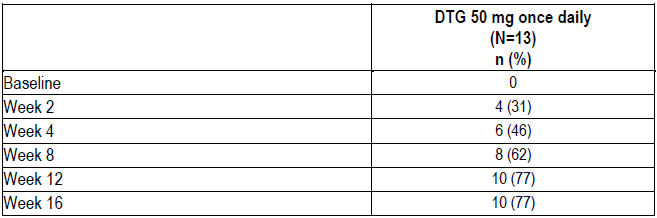 DTG 50 mg once daily
(N=13)
n (%)
Baseline 0
Week 2 4 (31)
Week 4 6 (46)
Week 8 8 (62)
Week 12 10 (77)
Week 16 10 (77)